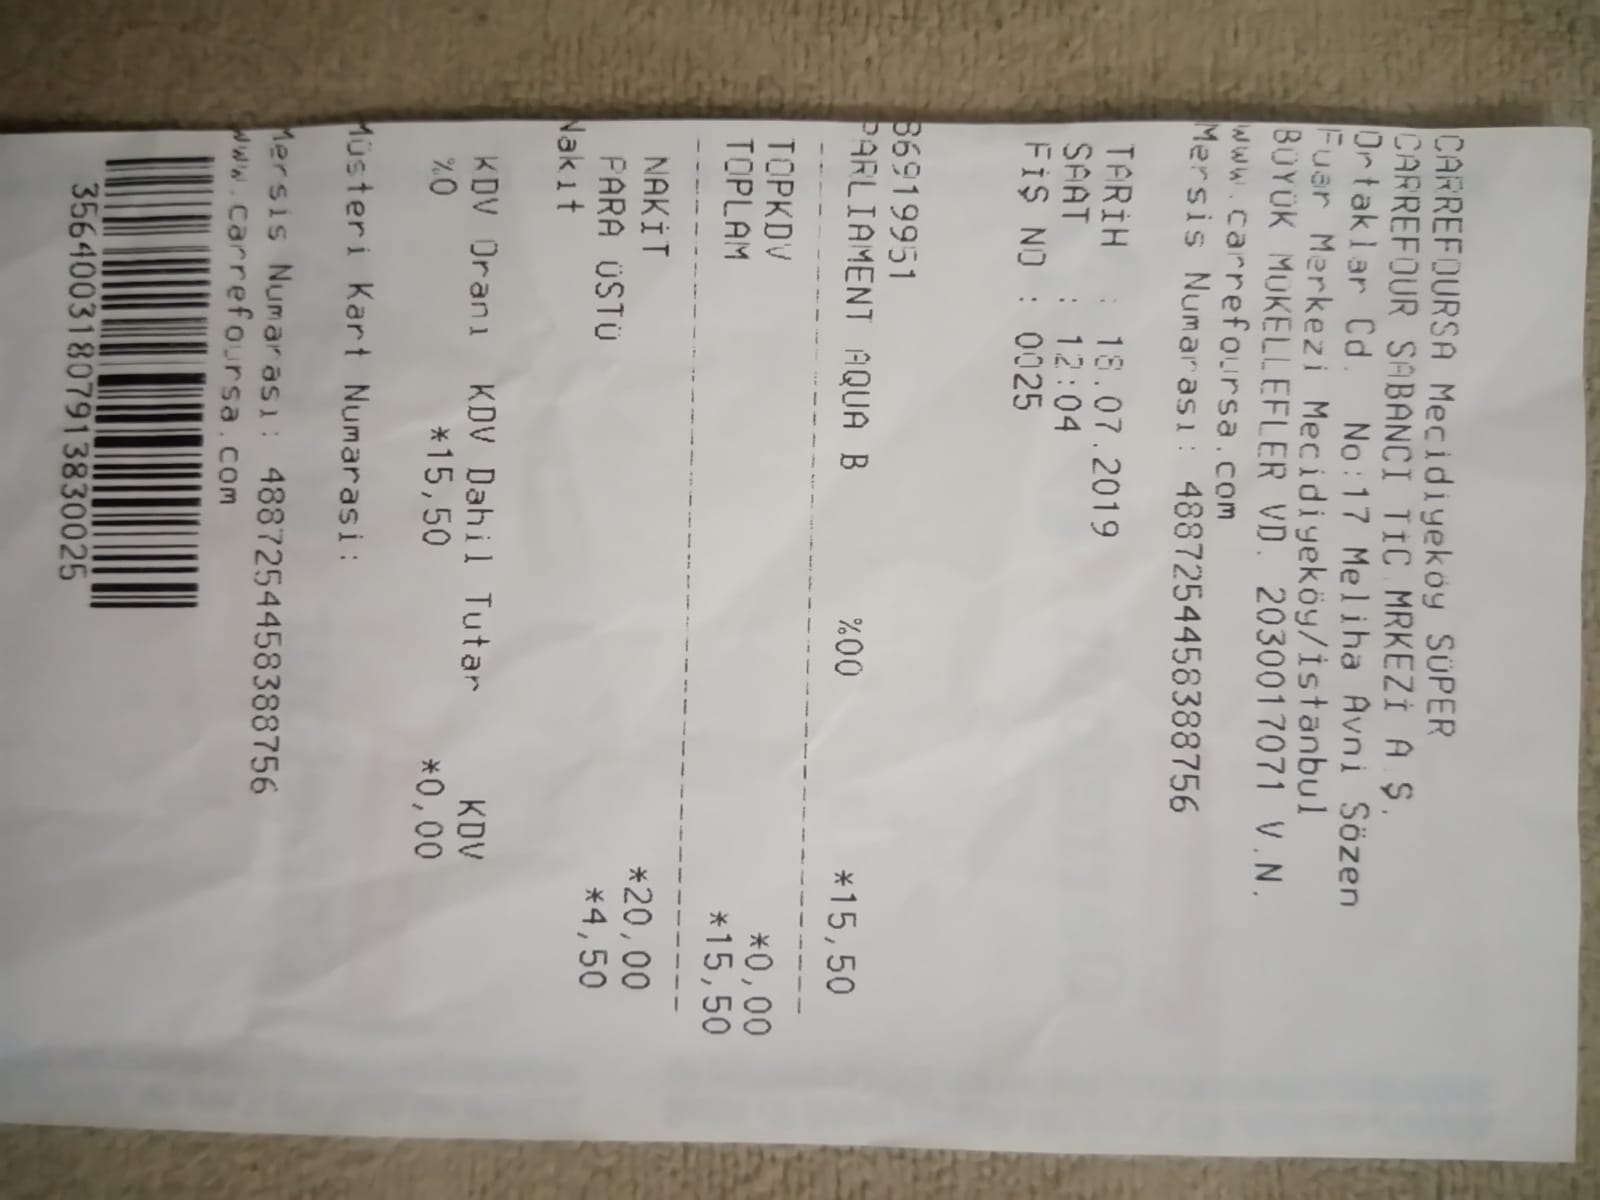 CARREFOURSA Mecidiyeköy SÜPER
CARREFOUR SABANCI TİC.MRKEZİ A.Ş.
Ortaklar Cd. No:17 Meliha Avni Sözen
Fuar Merkezi Mecidiyeköy/İstanbul
BÜYÜK MÜKELLEFLER VD. 2030017071 V.N.
www.carrefoursa.com
Mersis Numarası: 4887254458388756
TARİH : 18.07.2019
SAAT : 12:04
FİŞ NO : 0025
86919951
PARLIAMENT AQUA B %00 *15,50
TOPKDV *0,00
TOPLAM *15,50
NAKİT *20,00
PARA ÜSTÜ *4,50
Nakıt
KDV Oranı KDV Dahil Tutar KDV
%0 *15,50 *0,00
Müsteri Kart Numarasi:
Mersis Numarası: 4887254458388756
www.carrefoursa.com
35640031807913830025